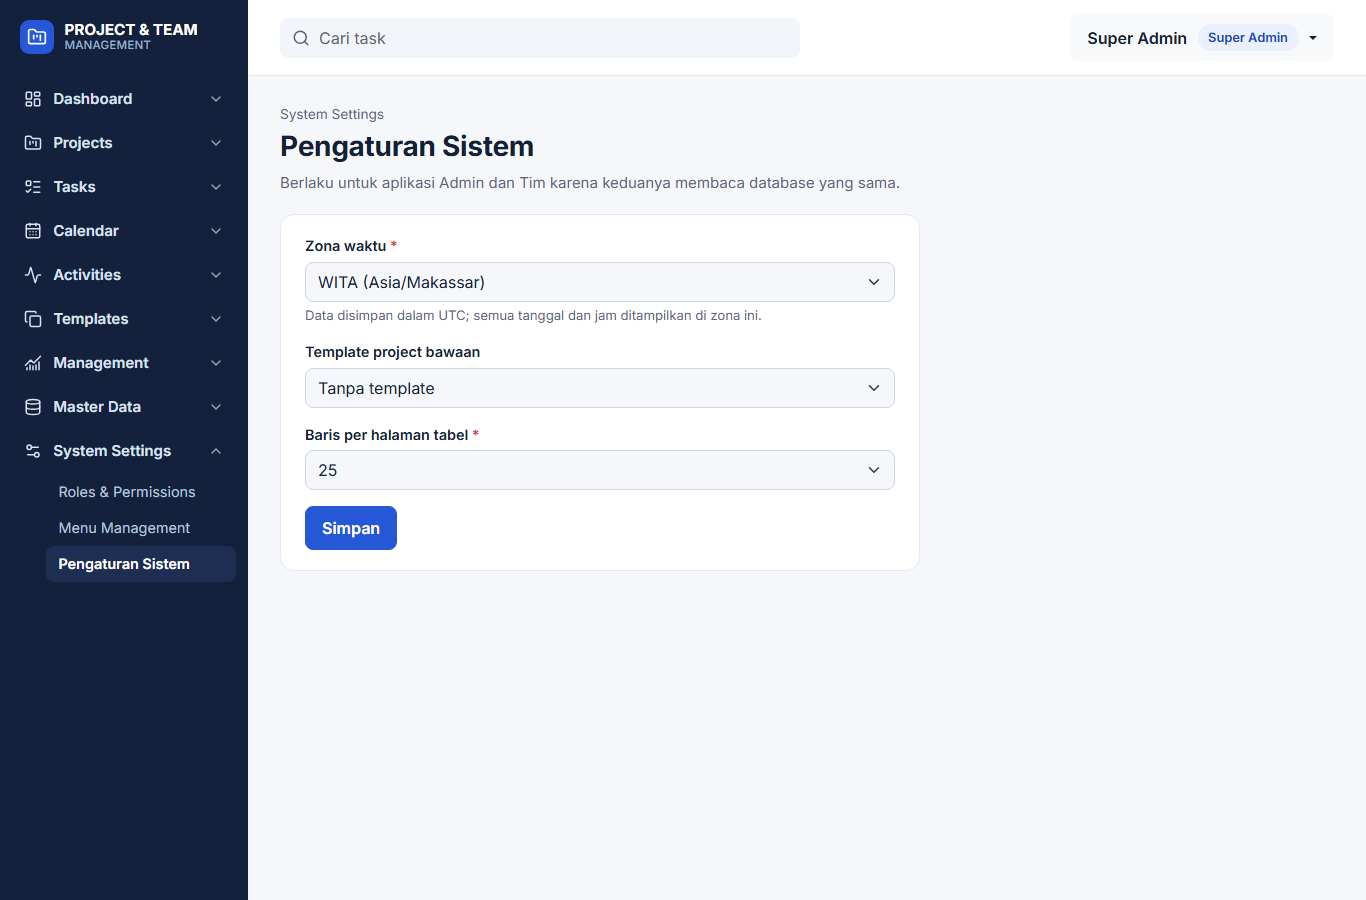 PROJECT & TEAM
MANAGEMENT
Cari task
Super Admin
Super Admin
Dashboard
Projects
Tasks
Calendar
Activities
Templates
Management
Master Data
System Settings
Roles & Permissions
Menu Management
Pengaturan Sistem
System Settings
Pengaturan Sistem
Berlaku untuk aplikasi Admin dan Tim karena keduanya membaca database yang sama.
Zona waktu *
WITA (Asia/Makassar)
Data disimpan dalam UTC; semua tanggal dan jam ditampilkan di zona ini.
Template project bawaan
Tanpa template
Baris per halaman tabel *
25
Simpan